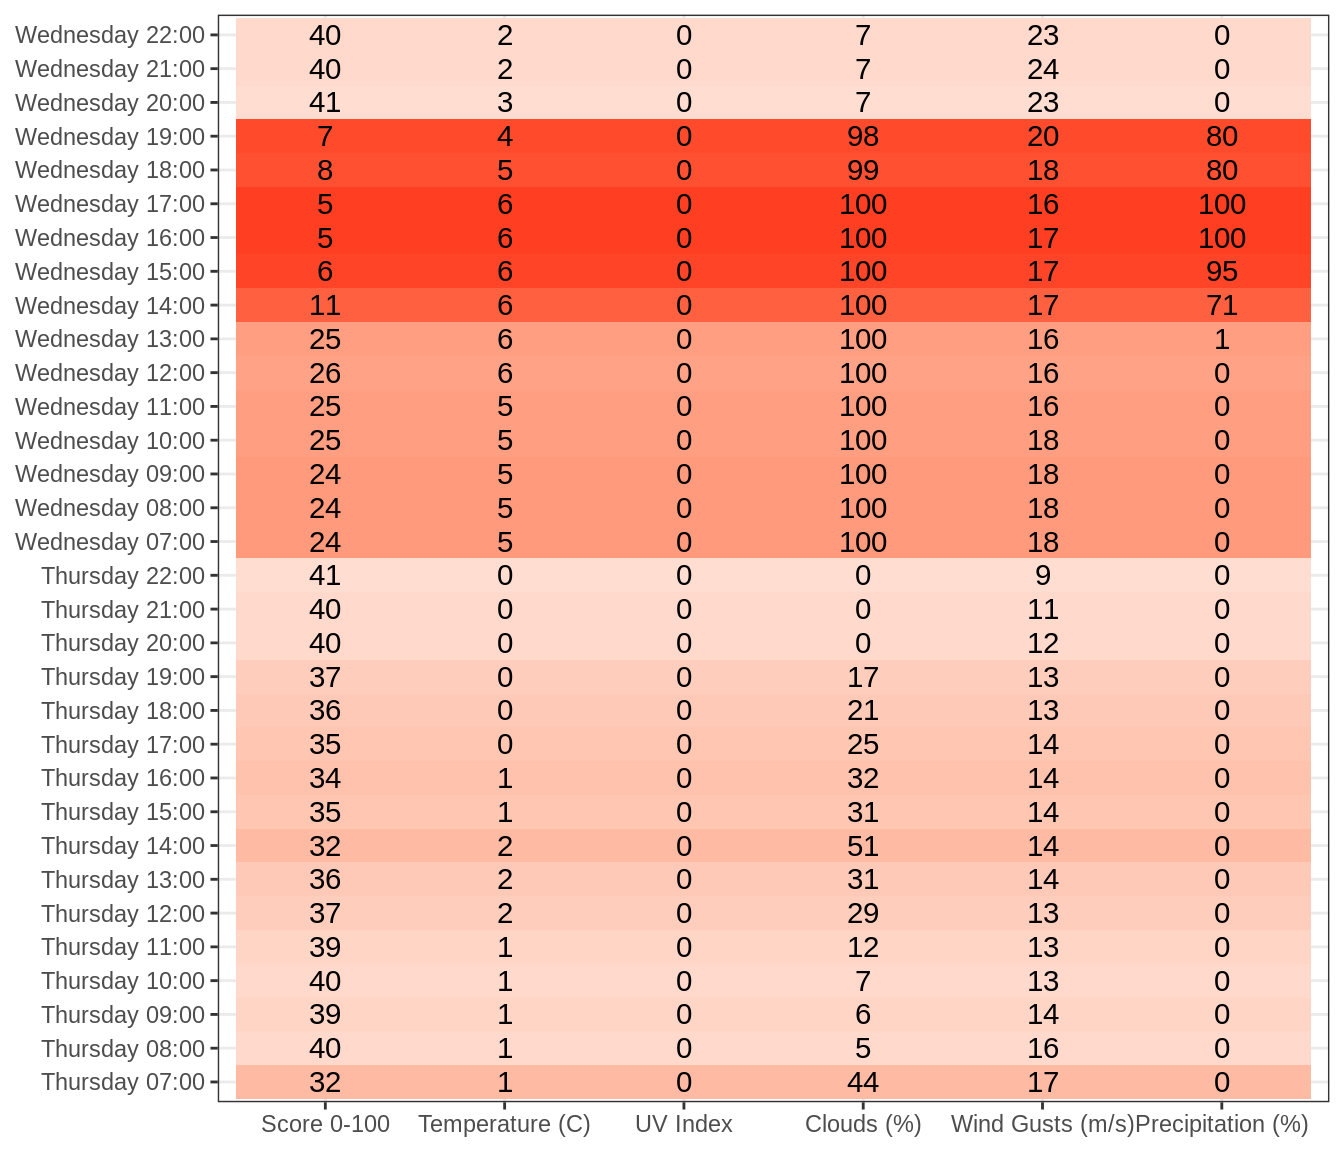 Wednesday 22:00 40 2 0 7 23 0
Wednesday 21:00 40 2 0 7 24 0
Wednesday 20:00 41 3 0 7 23 0
Wednesday 19:00 7 4 0 98 20 80
Wednesday 18:00 8 5 0 99 18 80
Wednesday 17:00 5 6 0 100 16 100
Wednesday 16:00 5 6 0 100 17 100
Wednesday 15:00 6 6 0 100 17 95
Wednesday 14:00 11 6 0 100 17 71
Wednesday 13:00 25 6 0 100 16 1
Wednesday 12:00 26 6 0 100 16 0
Wednesday 11:00 25 5 0 100 16 0
Wednesday 10:00 25 5 0 100 18 0
Wednesday 09:00 24 5 0 100 18 0
Wednesday 08:00 24 5 0 100 18 0
Wednesday 07:00 24 5 0 100 18 0
Thursday 22:00 41 0 0 0 9 0
Thursday 21:00 40 0 0 0 11 0
Thursday 20:00 40 0 0 0 12 0
Thursday 19:00 37 0 0 17 13 0
Thursday 18:00 36 0 0 21 13 0
Thursday 17:00 35 0 0 25 14 0
Thursday 16:00 34 1 0 32 14 0
Thursday 15:00 35 1 0 31 14 0
Thursday 14:00 32 2 0 51 14 0
Thursday 13:00 36 2 0 31 14 0
Thursday 12:00 37 2 0 29 13 0
Thursday 11:00 39 1 0 12 13 0
Thursday 10:00 40 1 0 7 13 0
Thursday 09:00 39 1 0 6 14 0
Thursday 08:00 40 1 0 5 16 0
Thursday 07:00 32 1 0 44 17 0
Score 0-100 Temperature (C) UV Index Clouds (%) Wind Gusts (m/s) Precipitation (%)